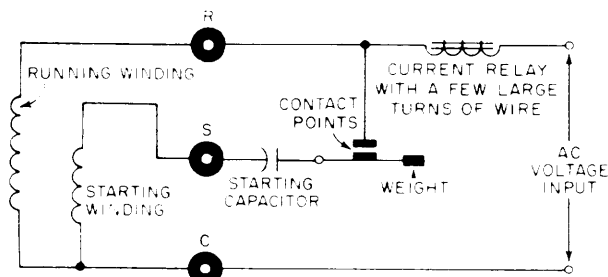 R
RUNNING WINDING
CURRENT RELAY
WITH A FEW LARGE
TURNS OF WIRE
CONTACT
POINTS
S
STARTING
WINDING
STARTING
CAPACITOR
WEIGHT
AC
VOLTAGE
INPUT
C